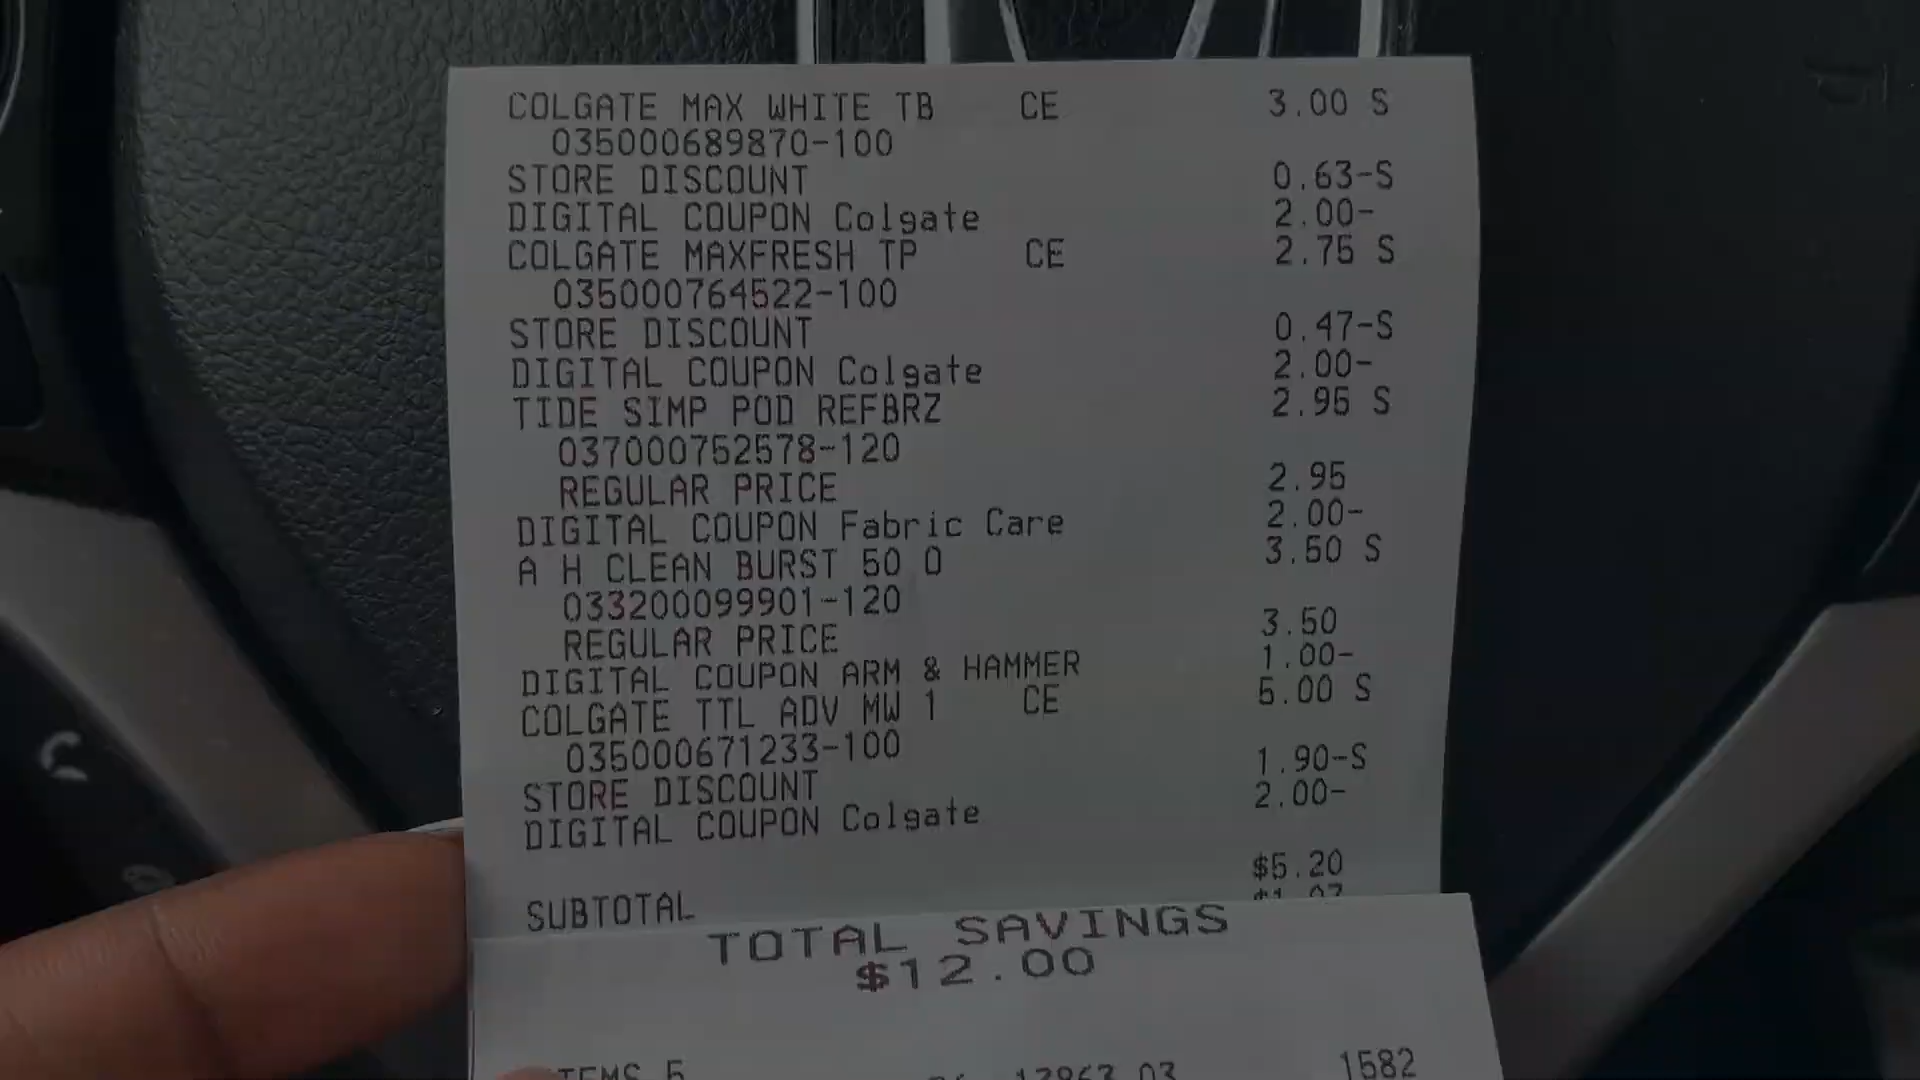 COLGATE MAX WHITE TB CE 3.00 S
035000689870-100
STORE DISCOUNT 0.63-S
DIGITAL COUPON Colgate 2.00-
COLGATE MAXFRESH TP CE 2.75 S
035000764522-100
STORE DISCOUNT 0.47-S
DIGITAL COUPON Colgate 2.00-
TIDE SIMP POD REFBRZ 2.95 S
037000752578-120
REGULAR PRICE 2.95
DIGITAL COUPON Fabric Care 2.00-
A H CLEAN BURST 50 O 3.50 S
033200099901-120
REGULAR PRICE 3.50
DIGITAL COUPON ARM & HAMMER 1.00-
COLGATE TTL ADV MW 1 CE 5.00 S
035000671233-100
STORE DISCOUNT 1.90-S
DIGITAL COUPON Colgate 2.00-
SUBTOTAL $5.20
TOTAL SAVINGS
$12.00
5 1582